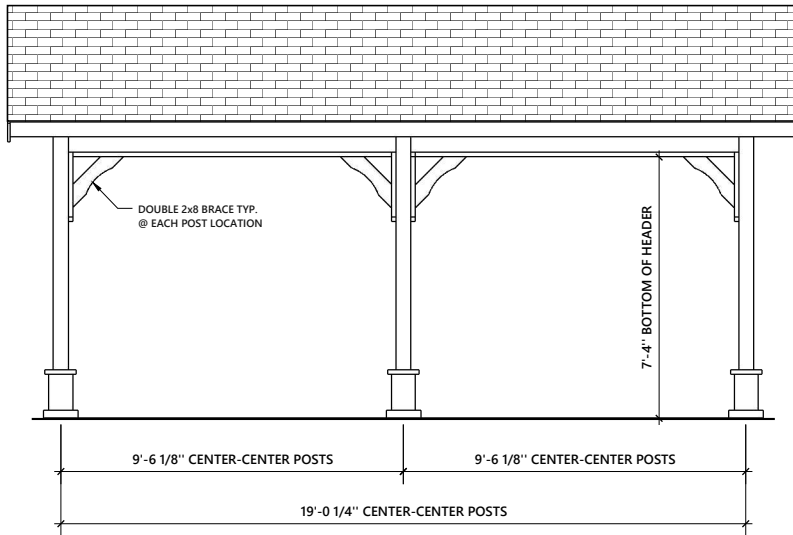 DOUBLE 2x8 BRACE TYP.
@ EACH POST LOCATION
7'-4'' BOTTOM OF HEADER
9'-6 1/8'' CENTER-CENTER POSTS
9'-6 1/8'' CENTER-CENTER POSTS
19'-0 1/4'' CENTER-CENTER POSTS